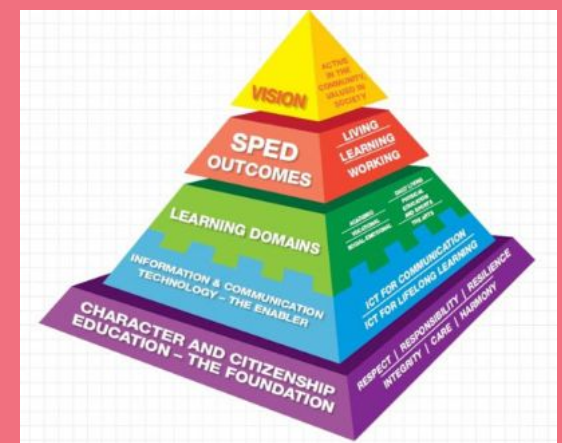 VISION
ACTIVE
IN THE
COMMUNITY,
VALUED IN
SOCIETY
SPED
OUTCOMES
LIVING
LEARNING
WORKING
LEARNING DOMAINS
ACADEMIC
VOCATIONAL
SOCIAL-EMOTIONAL
DAILY LIVING
PHYSICAL
EDUCATION
AND SPORTS
THE ARTS
INFORMATION & COMMUNICATION
TECHNOLOGY – THE ENABLER
ICT FOR COMMUNICATION
ICT FOR LIFELONG LEARNING
CHARACTER AND CITIZENSHIP
EDUCATION – THE FOUNDATION
RESPECT | RESPONSIBILITY | RESILIENCE
INTEGRITY | CARE | HARMONY